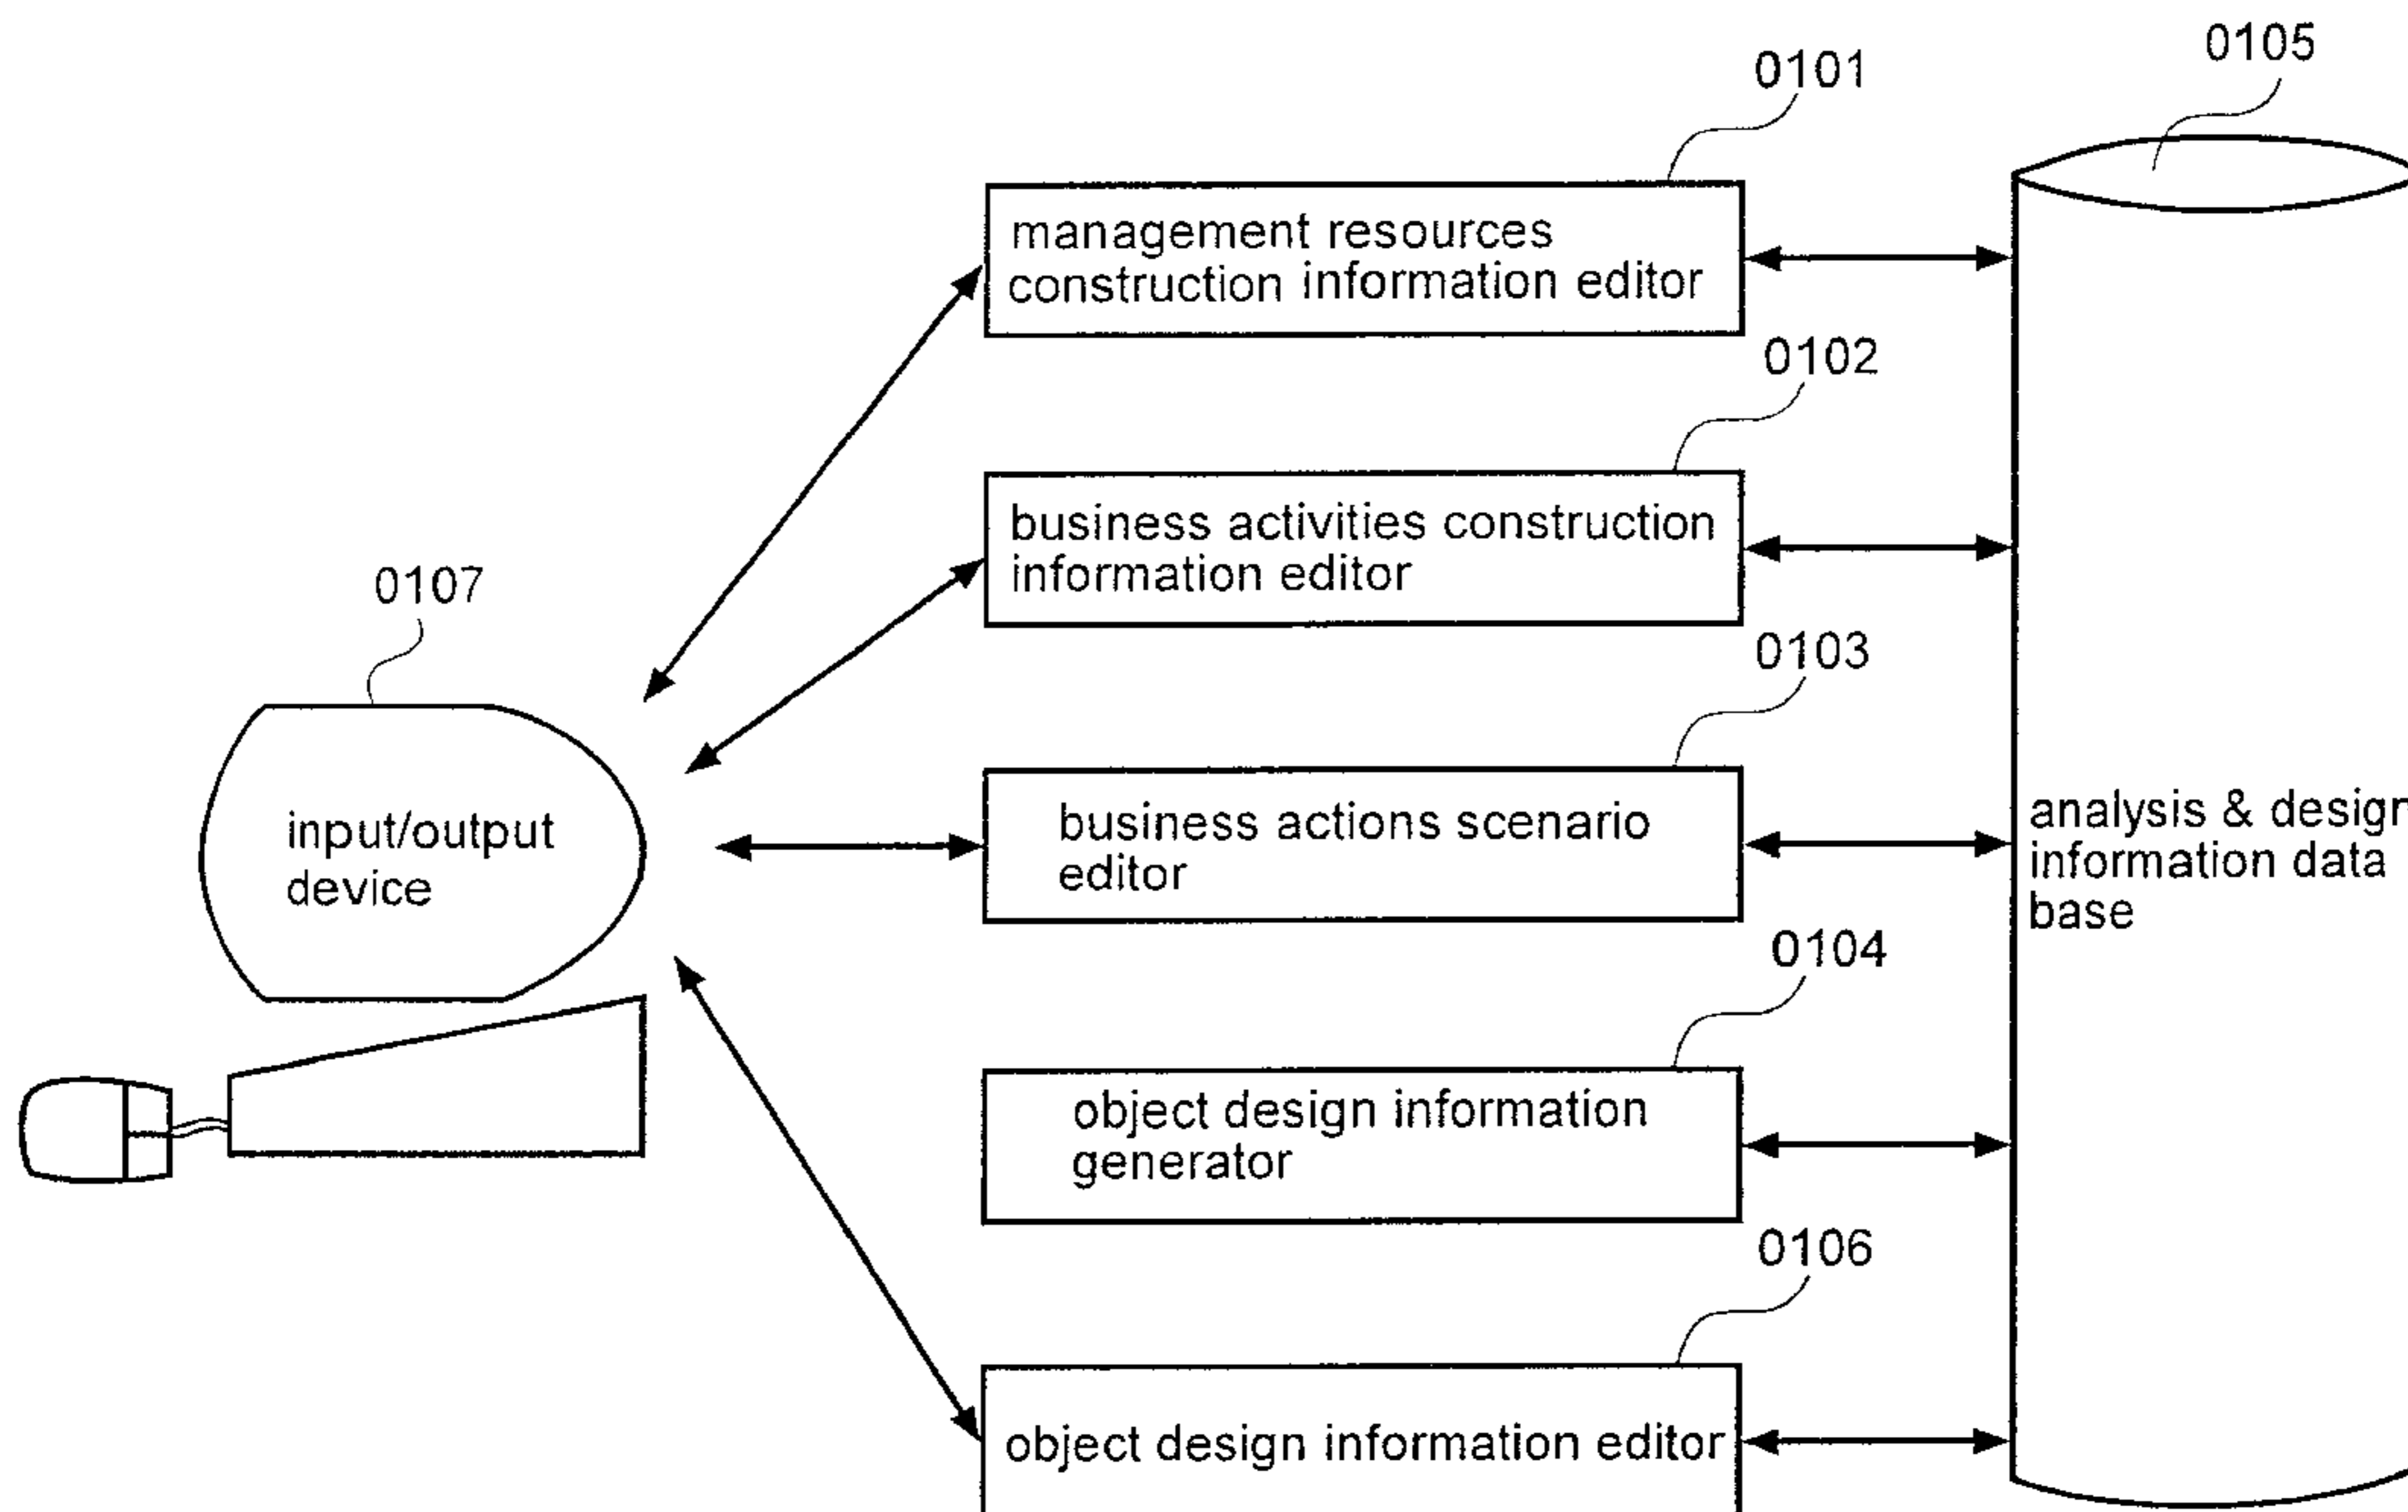 0105
0101
management resources
construction information editor
0102
business activities construction
information editor
0107
0103
input/output
device
business actions scenario
editor
analysis & design
information data
base
0104
object design information
generator
0106
object design information editor